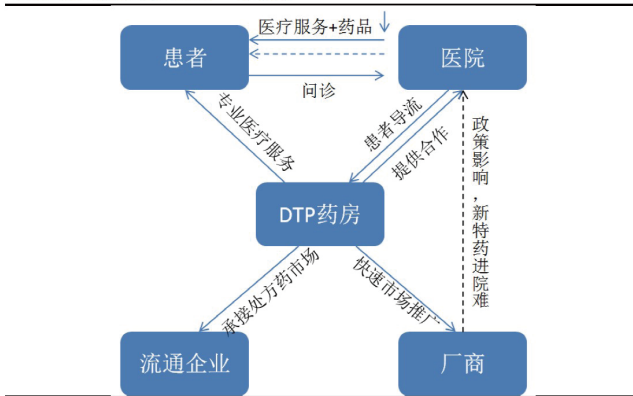 医疗服务+药品
患者
医院
问诊
专业医疗服务
患者导流
提供合作
政策影响，新特药进院难
DTP药房
承接处方药市场
快速市场推广
流通企业
厂商